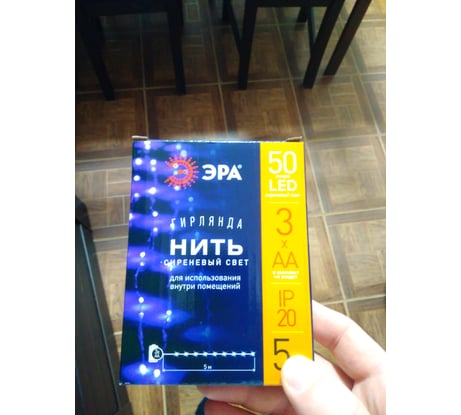 ЭРА
ГИРЛЯНДА
НИТЬ
СИРЕНЕВЫЙ СВЕТ
для использования
внутри помещений
5 м
50
LED
3
x
AA
IP
20
5